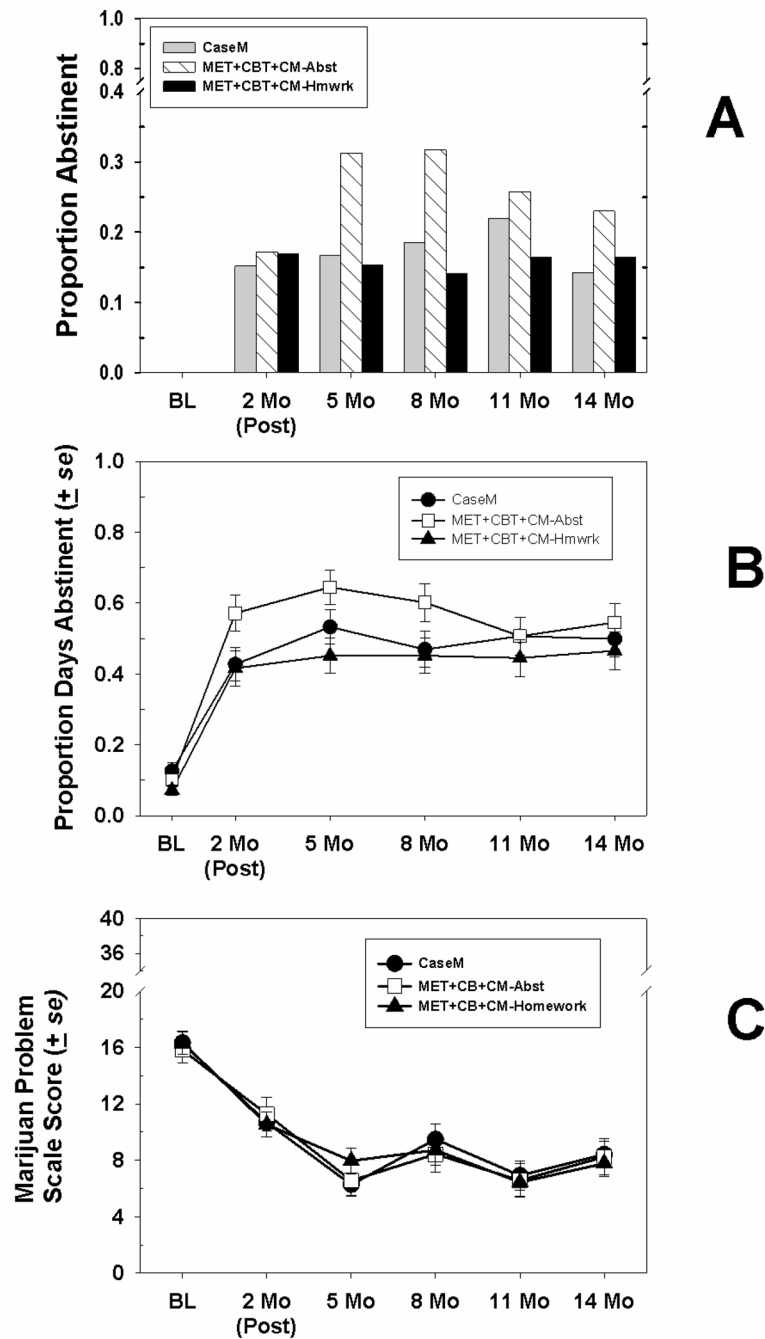 1.0
0.9
0.8
0.4
0.3
0.2
0.1
0.0
Proportion Abstinent
CaseM
MET+CBT+CM-Abst
MET+CBT+CM-Hmwrk
A
BL 2 Mo 5 Mo 8 Mo 11 Mo 14 Mo
(Post)
1.0
0.8
0.6
0.4
0.2
0.0
Proportion Days Abstinent (± se)
CaseM
MET+CBT+CM-Abst
MET+CBT+CM-Hmwrk
B
BL 2 Mo 5 Mo 8 Mo 11 Mo 14 Mo
(Post)
40
36
20
16
12
8
4
0
Marijuan Problem
Scale Score (± se)
CaseM
MET+CB+CM-Abst
MET+CB+CM-Homework
C
BL 2 Mo 5 Mo 8 Mo 11 Mo 14 Mo
(Post)